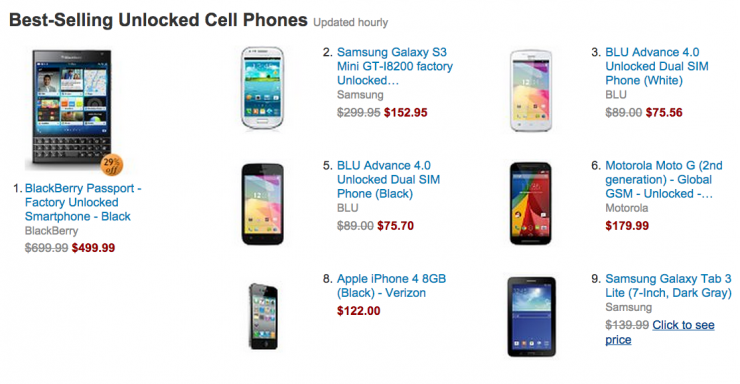 Best-Selling Unlocked Cell Phones Updated hourly
29%
off
1. BlackBerry Passport -
Factory Unlocked
Smartphone - Black
BlackBerry
$699.99 $499.99
2. Samsung Galaxy S3
Mini GT-I8200 factory
Unlocked…
Samsung
$299.95 $152.95
3. BLU Advance 4.0
Unlocked Dual SIM
Phone (White)
BLU
$89.00 $75.56
5. BLU Advance 4.0
Unlocked Dual SIM
Phone (Black)
BLU
$89.00 $75.70
6. Motorola Moto G (2nd
generation) - Global
GSM - Unlocked -…
Motorola
$179.99
8. Apple iPhone 4 8GB
(Black) - Verizon
$122.00
9. Samsung Galaxy Tab 3
Lite (7-Inch, Dark Gray)
Samsung
$139.99 Click to see
price